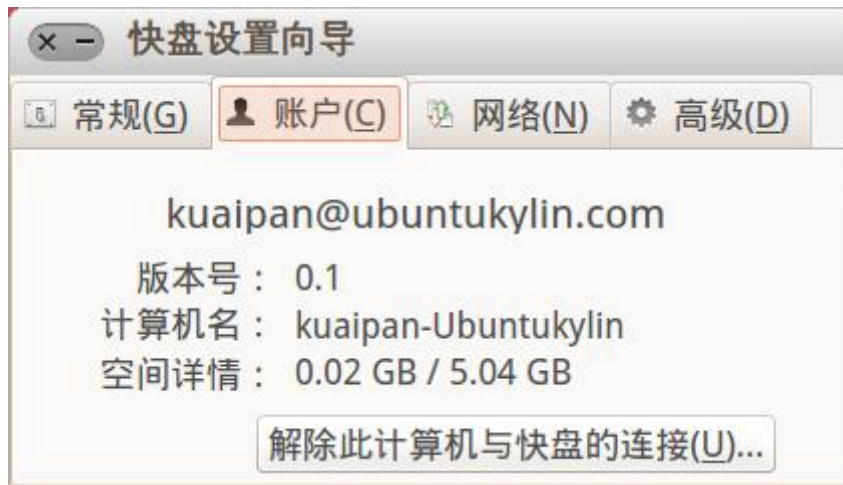 快盘设置向导
常规(G) 账户(C) 网络(N) 高级(D)
kuaipan@ubuntukylin.com
版本号： 0.1
计算机名： kuaipan-Ubuntukylin
空间详情： 0.02 GB / 5.04 GB
解除此计算机与快盘的连接(U)...